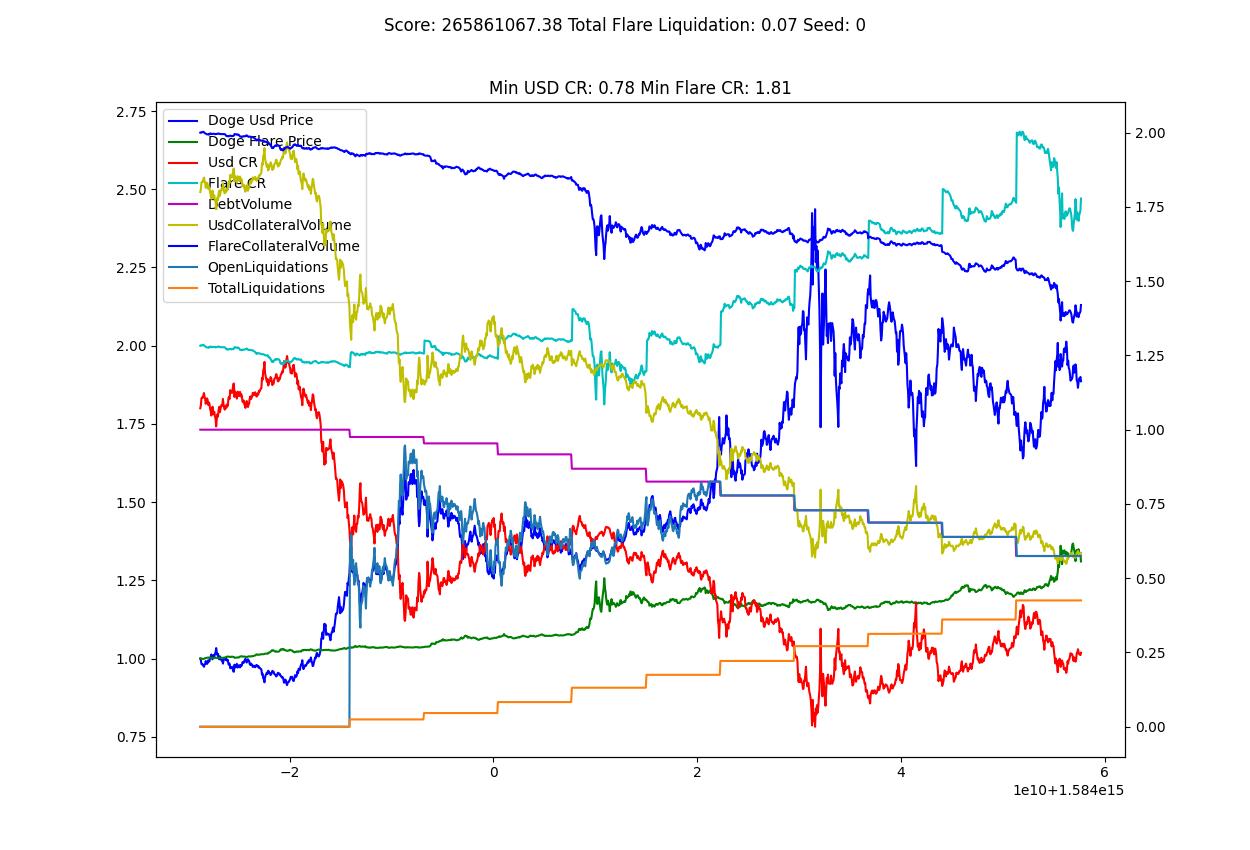 Score: 265861067.38 Total Flare Liquidation: 0.07 Seed: 0
Min USD CR: 0.78 Min Flare CR: 1.81
Doge Usd Price
Doge Flare Price
Usd CR
Flare CR
DebtVolume
UsdCollateralVolume
FlareCollateralVolume
OpenLiquidations
TotalLiquidations
2.75
2.50
2.25
2.00
1.75
1.50
1.25
1.00
0.75
2.00
1.75
1.50
1.25
1.00
0.75
0.50
0.25
0.00
−2 0 2 4 6
1e10+1.584e15